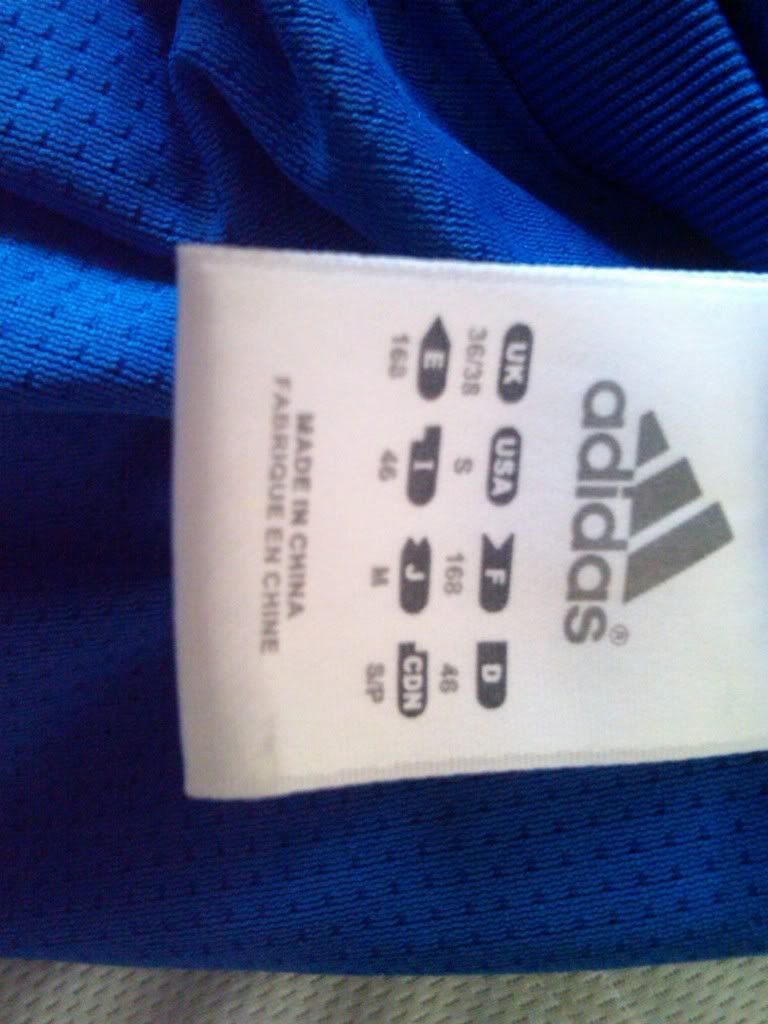 adidas®
UK USA F D
36/38 S 168 46
E I J CDN
168 46 M S/P
MADE IN CHINA
FABRIQUE EN CHINE